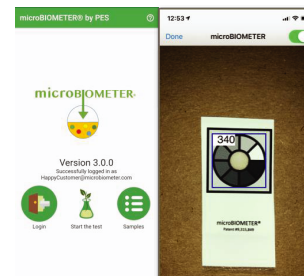 microBIOMETER® by PES
microBIOMETER®
Version 3.0.0
Successfully logged in as
HappyCustomer@microbiometer.com
Login
Start the test
Samples
12:53
Done
microBIOMETER
340
microBIOMETER®